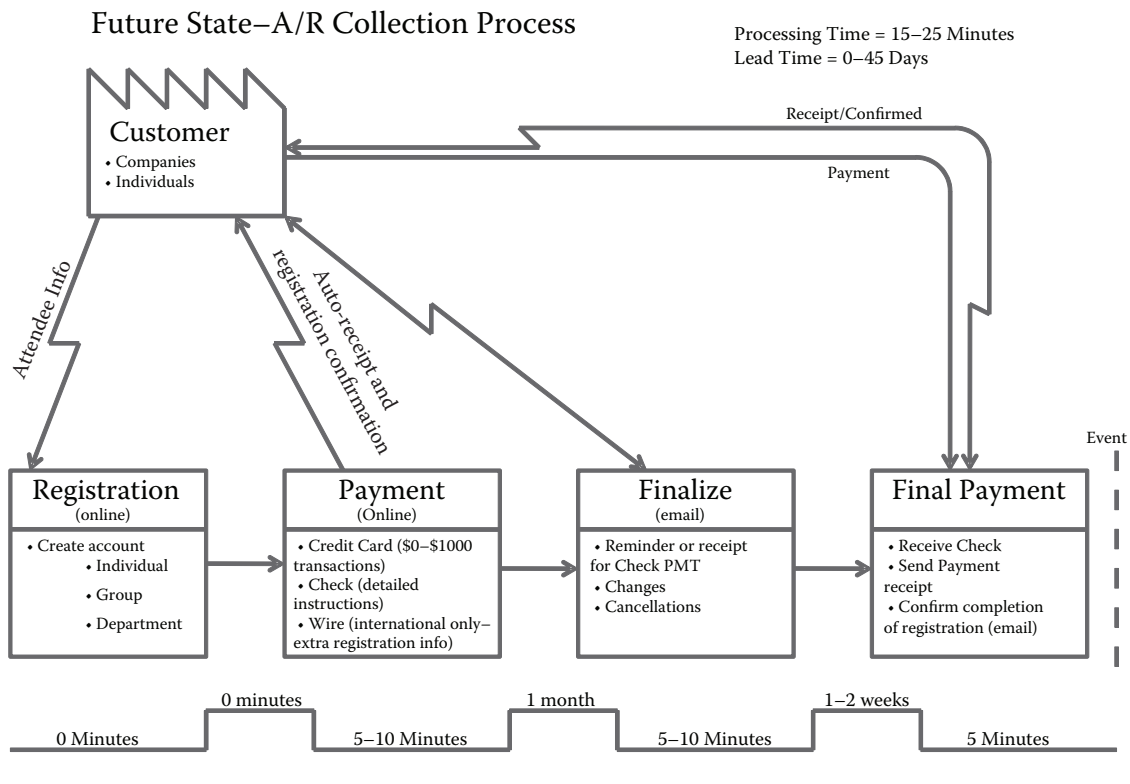 Future State–A/R Collection Process
Processing Time = 15–25 Minutes
Lead Time = 0–45 Days
Customer
• Companies
• Individuals
Receipt/Confirmed
Payment
Attendee Info
Auto-receipt and
registration confirmation
Event
Registration
(online)
• Create account
• Individual
• Group
• Department
Payment
(Online)
• Credit Card ($0–$1000
transactions)
• Check (detailed
instructions)
• Wire (international only–
extra registration info)
Finalize
(email)
• Reminder or receipt
for Check PMT
• Changes
• Cancellations
Final Payment
• Receive Check
• Send Payment
receipt
• Confirm completion
of registration (email)
0 Minutes
0 minutes
5–10 Minutes
1 month
5–10 Minutes
1–2 weeks
5 Minutes